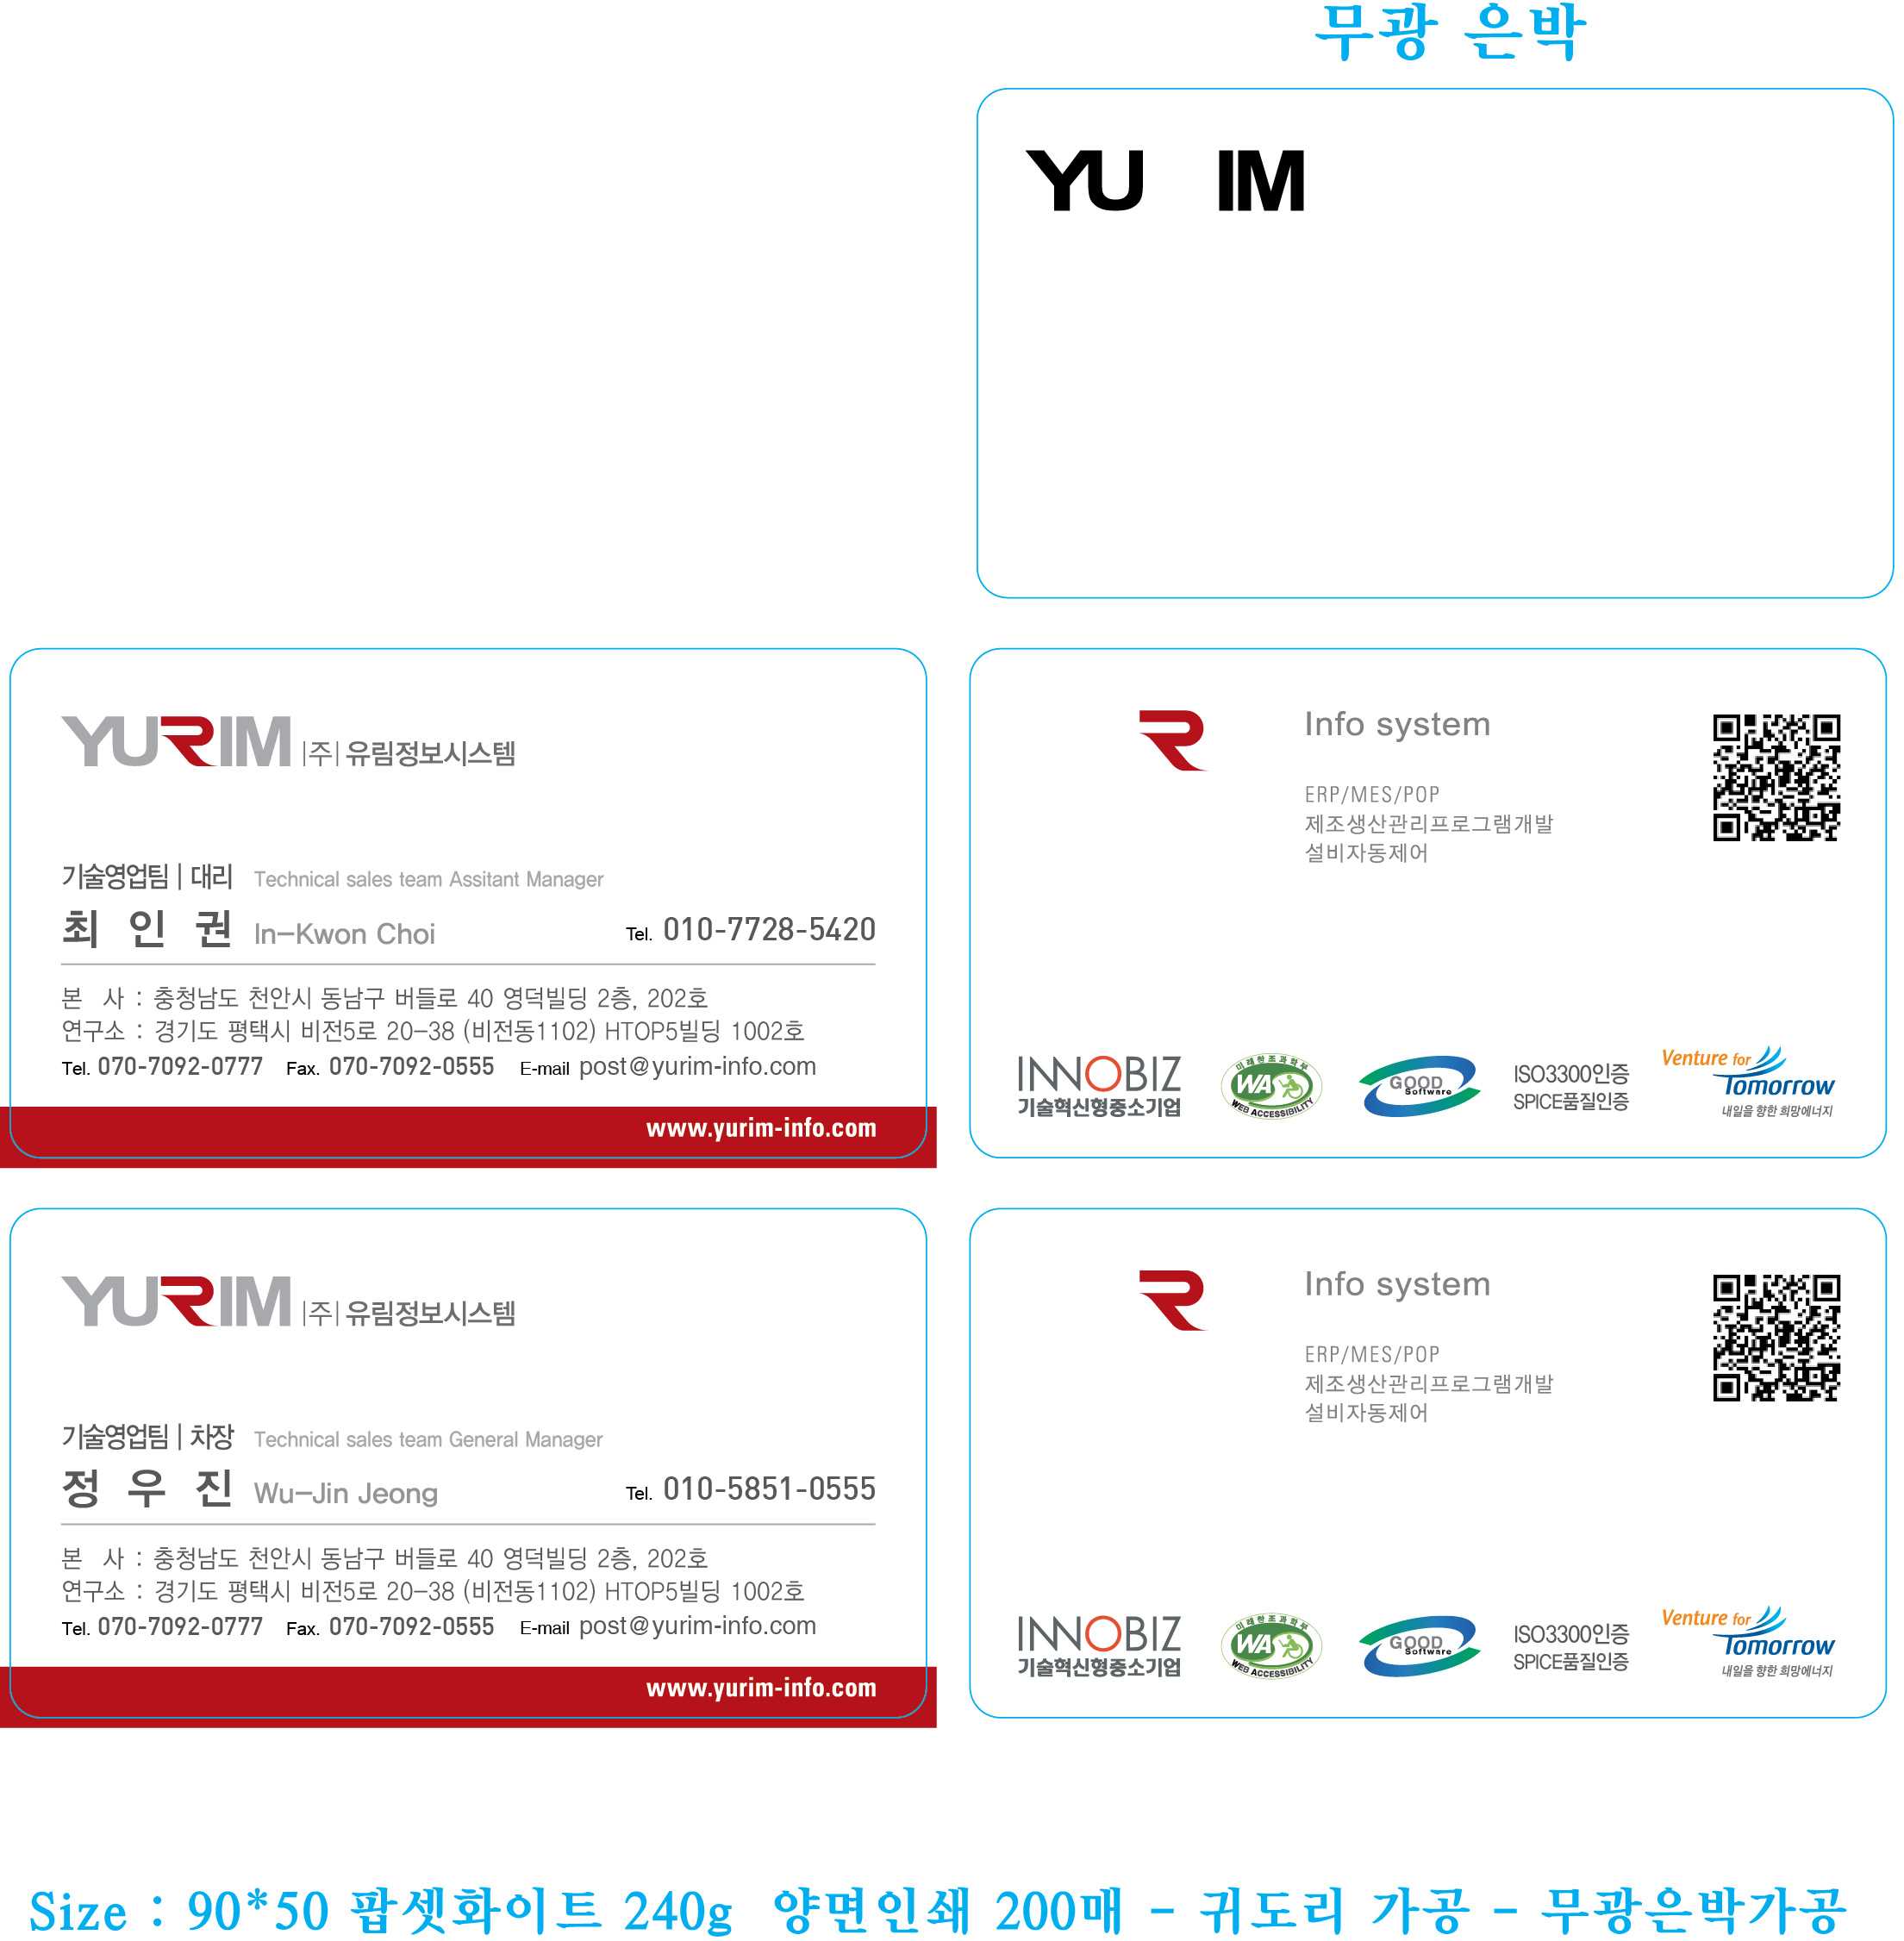 무광 은박
YU IM
YURIM |주| 유림정보시스템
기술영업팀 | 대리 Technical sales team Assitant Manager
최 인 권 In-Kwon Choi Tel. 010-7728-5420
본 사 : 충청남도 천안시 동남구 버들로 40 영덕빌딩 2층, 202호
연구소 : 경기도 평택시 비전5로 20-38 (비전동1102) HTOP5빌딩 1002호
Tel. 070-7092-0777 Fax. 070-7092-0555 E-mail post@yurim-info.com
www.yurim-info.com
R Info system
ERP/MES/POP
제조생산관리프로그램개발
설비자동제어
INNOBIZ
기술혁신형중소기업
미래창조과학부
WA
WEB ACCESSIBILITY
GOOD
Software
ISO3300인증
SPICE품질인증
Venture for
Tomorrow
내일을 향한 희망에너지
YURIM |주| 유림정보시스템
기술영업팀 | 차장 Technical sales team General Manager
정 우 진 Wu-Jin Jeong Tel. 010-5851-0555
본 사 : 충청남도 천안시 동남구 버들로 40 영덕빌딩 2층, 202호
연구소 : 경기도 평택시 비전5로 20-38 (비전동1102) HTOP5빌딩 1002호
Tel. 070-7092-0777 Fax. 070-7092-0555 E-mail post@yurim-info.com
www.yurim-info.com
R Info system
ERP/MES/POP
제조생산관리프로그램개발
설비자동제어
INNOBIZ
기술혁신형중소기업
미래창조과학부
WA
WEB ACCESSIBILITY
GOOD
Software
ISO3300인증
SPICE품질인증
Venture for
Tomorrow
내일을 향한 희망에너지
Size : 90*50 팝셋화이트 240g 양면인쇄 200매 - 귀도리 가공 - 무광은박가공